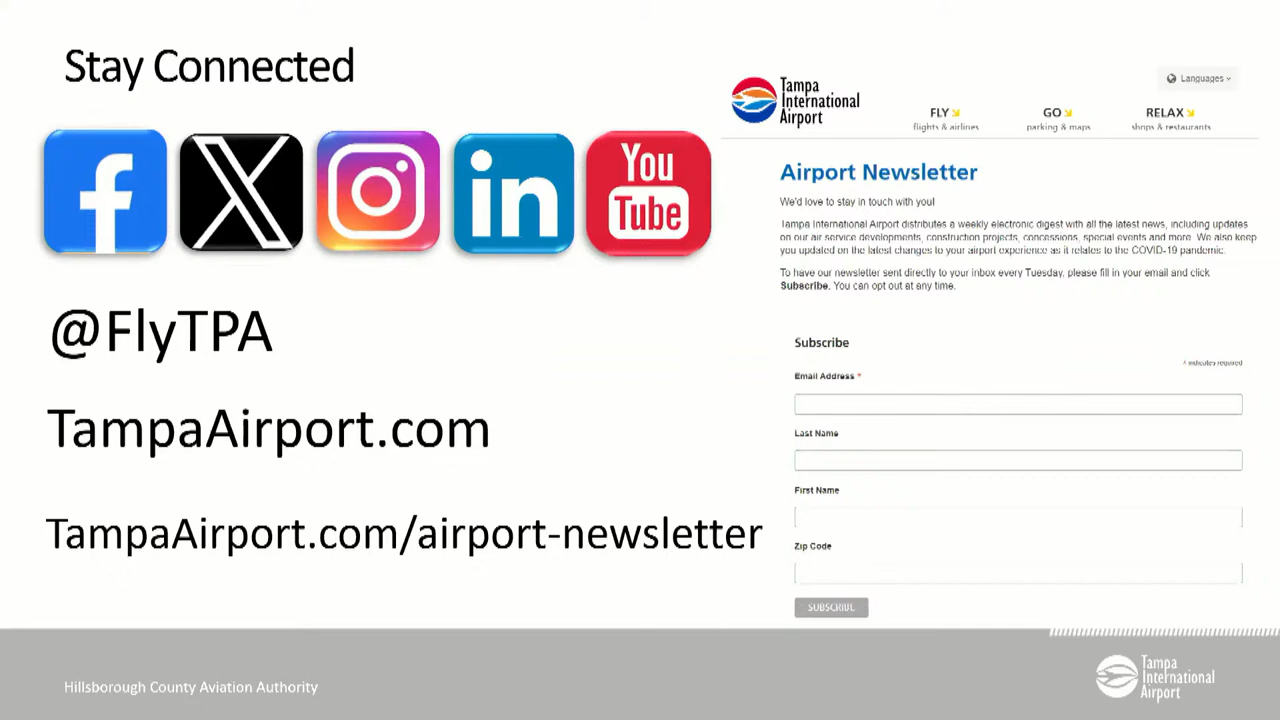 Stay Connected
f
X
in
You
Tube
@FlyTPA
TampaAirport.com
TampaAirport.com/airport-newsletter
Tampa
International
Airport
Languages
FLY
flights & airlines
GO
parking & maps
RELAX
shops & restaurants
Airport Newsletter
We'd love to stay in touch with you!
Tampa International Airport distributes a weekly electronic digest with all the latest news, including updates
on our air service developments, construction projects, concessions, special events and more. We also keep
you updated on the latest changes to your airport experience as it relates to the COVID-19 pandemic.
To have our newsletter sent directly to your inbox every Tuesday, please fill in your email and click
Subscribe. You can opt out at any time.
Subscribe
* indicates required
Email Address *
Last Name
First Name
Zip Code
SUBSCRIBE
Hillsborough County Aviation Authority
Tampa
International
Airport